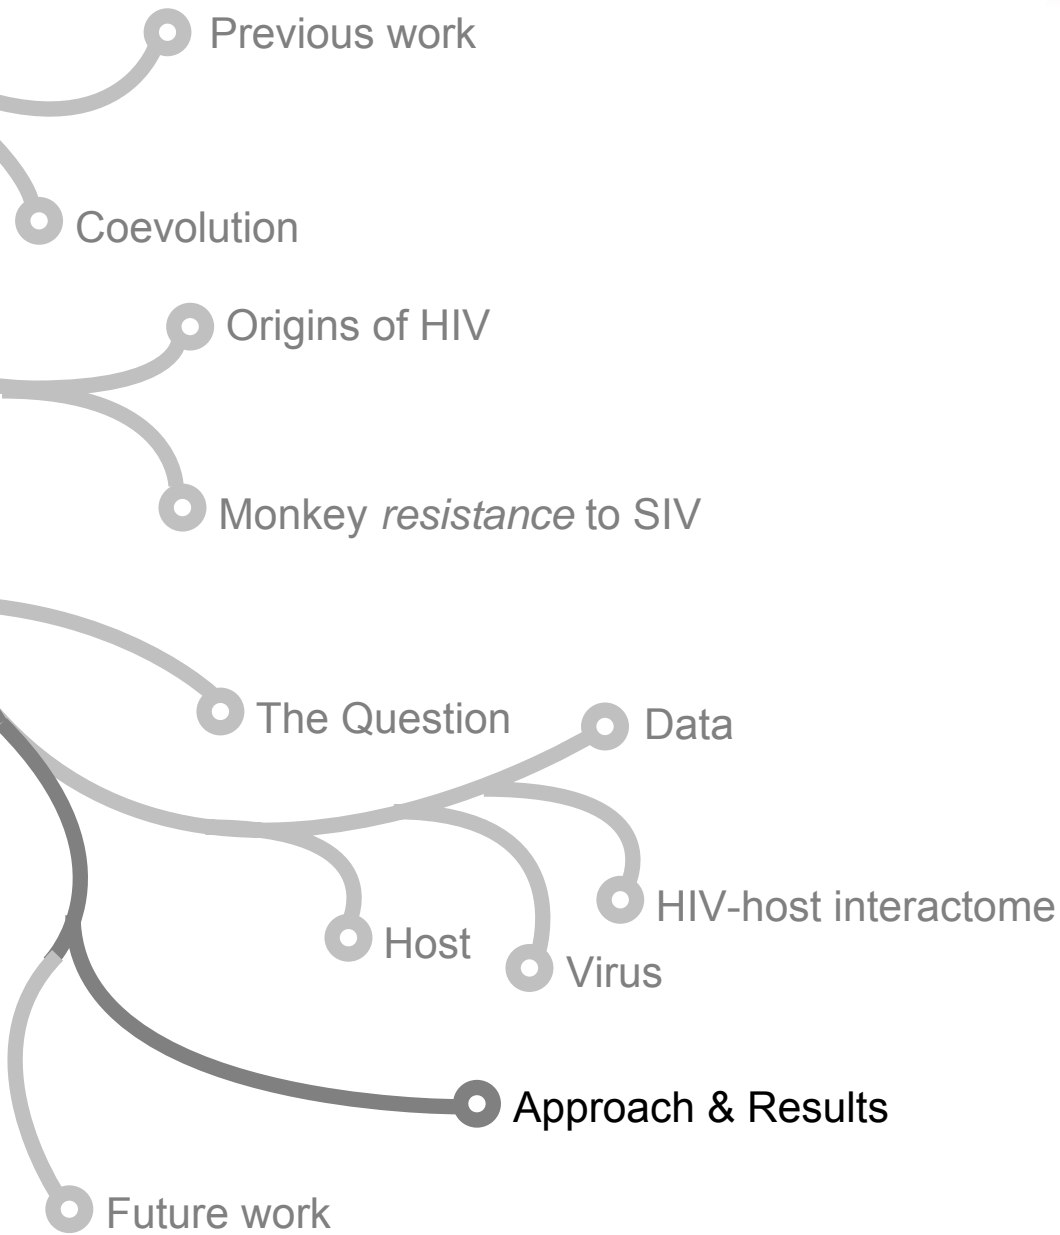 Previous work
Coevolution
Origins of HIV
Monkey resistance to SIV
The Question
Data
HIV-host interactome
Host
Virus
Approach & Results
Future work